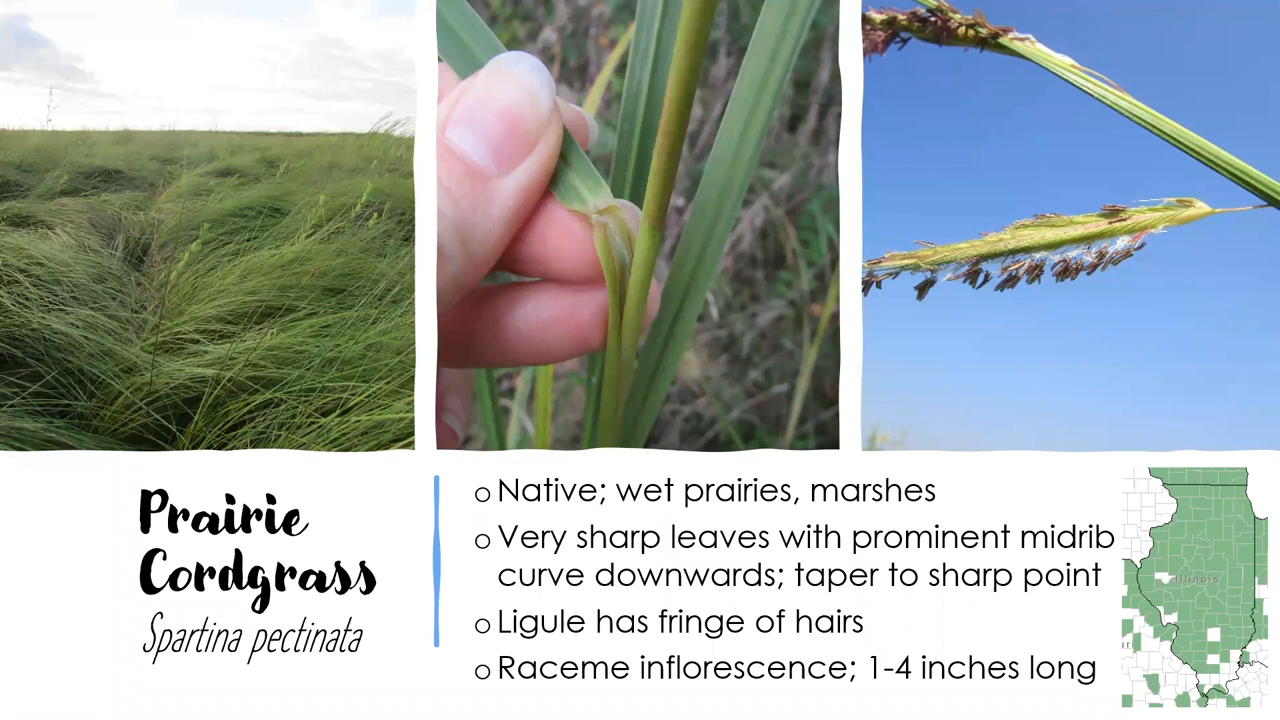 Prairie
Cordgrass
Spartina pectinata
o Native; wet prairies, marshes
o Very sharp leaves with prominent midrib
curve downwards; taper to sharp point
o Ligule has fringe of hairs
o Raceme inflorescence; 1-4 inches long
Illinois